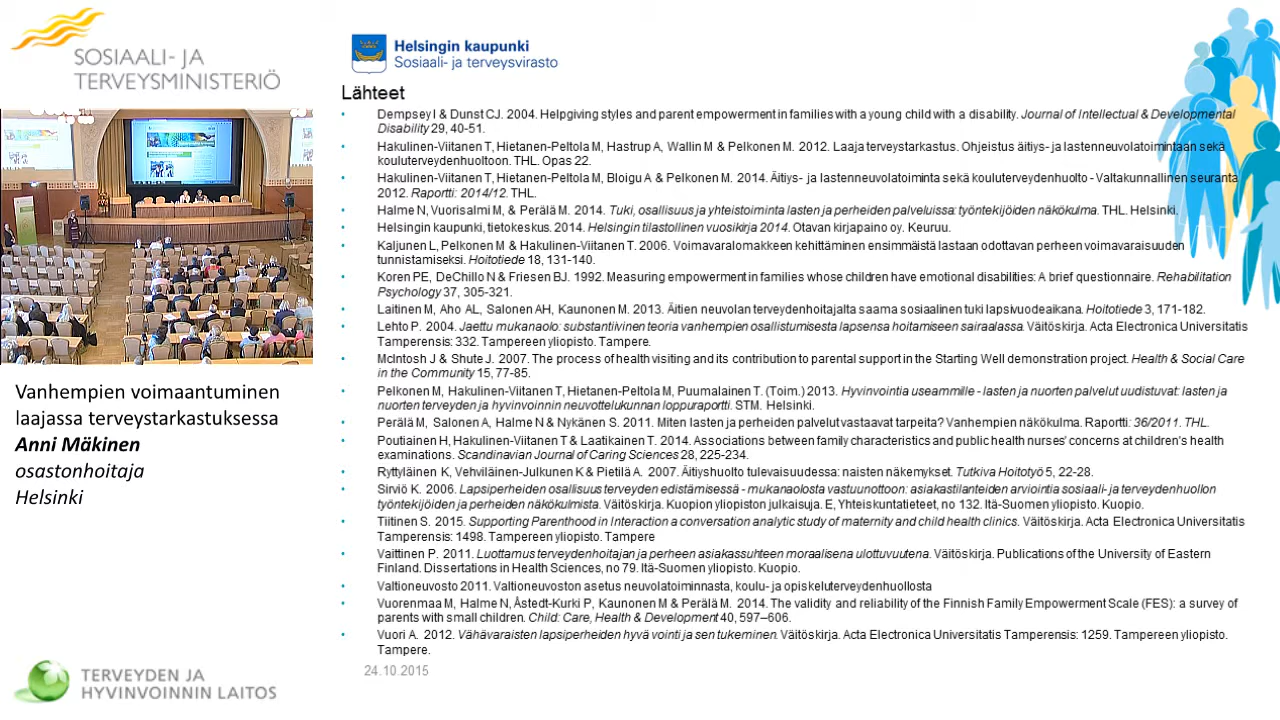 SOSIAALI- JA
TERVEYSMINISTERIÖ
Vanhempien voimaantuminen
laajassa terveystarkastuksessa
Anni Mäkinen
osastonhoitaja
Helsinki
TERVEYDEN JA
HYVINVOINNIN LAITOS
Helsingin kaupunki
Sosiaali- ja terveysvirasto
Lähteet
• Dempsey I & Dunst CJ. 2004. Helpgiving styles and parent empowerment in families with a young child with a disability. Journal of Intellectual & Developmental
Disability 29, 40-51.
• Hakulinen-Viitanen T, Hietanen-Peltola M, Hastrup A, Wallin M & Pelkonen M. 2012. Laaja terveystarkastus. Ohjeistus äitiys- ja lastenneuvolatoimintaan sekä
kouluterveydenhuoltoon. THL. Opas 22.
• Hakulinen-Viitanen T, Hietanen-Peltola M, Bloigu A & Pelkonen M. 2014. Äitiys- ja lastenneuvolatoiminta sekä kouluterveydenhuolto - Valtakunnallinen seuranta
2012. Raportti: 2014/12. THL.
• Halme N, Vuorisalmi M, & Perälä M. 2014. Tuki, osallisuus ja yhteistoiminta lasten ja perheiden palveluissa: työntekijöiden näkökulma. THL. Helsinki.
• Helsingin kaupunki, tietokeskus. 2014. Helsingin tilastollinen vuosikirja 2014. Otavan kirjapaino oy. Keuruu.
• Kaljunen L, Pelkonen M & Hakulinen-Viitanen T. 2006. Voimavaralomakkeen kehittäminen ensimmäistä lastaan odottavan perheen voimavaraisuuden
tunnistamiseksi. Hoitotiede 18, 131-140.
• Koren PE, DeChillo N & Friesen BJ. 1992. Measuring empowerment in families whose children have emotional disabilities: A brief questionnaire. Rehabilitation
Psychology 37, 305-321.
• Laitinen M, Aho AL, Salonen AH, Kaunonen M. 2013. Äitien neuvolan terveydenhoitajalta saama sosiaalinen tuki lapsivuodeaikana. Hoitotiede 3, 171-182.
• Lehto P. 2004. Jaettu mukanaolo: substantiivinen teoria vanhempien osallistumisesta lapsensa hoitamiseen sairaalassa. Väitöskirja. Acta Electronica Universitatis
Tamperensis: 332. Tampereen yliopisto. Tampere.
• McIntosh J & Shute J. 2007. The process of health visiting and its contribution to parental support in the Starting Well demonstration project. Health & Social Care
in the Community 15, 77-85.
• Pelkonen M, Hakulinen-Viitanen T, Hietanen-Peltola M, Puumalainen T. (Toim.) 2013. Hyvinvointia useammille - lasten ja nuorten palvelut uudistuvat: lasten ja
nuorten terveyden ja hyvinvoinnin neuvottelukunnan loppuraportti. STM. Helsinki.
• Perälä M, Salonen A, Halme N & Nykänen S. 2011. Miten lasten ja perheiden palvelut vastaavat tarpeita? Vanhempien näkökulma. Raportti: 36/2011. THL.
• Poutiainen H, Hakulinen-Viitanen T & Laatikainen T. 2014. Associations between family characteristics and public health nurses' concerns at children's health
examinations. Scandinavian Journal of Caring Sciences 28, 225-234.
• Ryttyläinen K, Vehviläinen-Julkunen K & Pietilä A. 2007. Äitiyshuolto tulevaisuudessa: naisten näkemykset. Tutkiva Hoitotyö 5, 22-28.
• Sirviö K. 2006. Lapsiperheiden osallisuus terveyden edistämisessä - mukanaolosta vastuunottoon: asiakastilanteiden arviointia sosiaali- ja terveydenhuollon
työntekijöiden ja perheiden näkökulmista. Väitöskirja. Kuopion yliopiston julkaisuja. E, Yhteiskuntatieteet, no 132. Itä-Suomen yliopisto. Kuopio.
• Tiitinen S. 2015. Supporting Parenthood in Interaction a conversation analytic study of maternity and child health clinics. Väitöskirja. Acta Electronica Universitatis
Tamperensis: 1498. Tampereen yliopisto. Tampere
• Vaittinen P. 2011. Luottamus terveydenhoitajan ja perheen asiakassuhteen moraalisena ulottuvuutena. Väitöskirja. Publications of the University of Eastern
Finland. Dissertations in Health Sciences, no 79. Itä-Suomen yliopisto. Kuopio.
• Valtioneuvosto 2011. Valtioneuvoston asetus neuvolatoiminnasta, koulu- ja opiskeluterveydenhuollosta
• Vuorenmaa M, Halme N, Åstedt-Kurki P, Kaunonen M & Perälä M. 2014. The validity and reliability of the Finnish Family Empowerment Scale (FES): a survey of
parents with small children. Child: Care, Health & Development 40, 597–606.
• Vuori A. 2012. Vähävaraisten lapsiperheiden hyvä vointi ja sen tukeminen. Väitöskirja. Acta Electronica Universitatis Tamperensis: 1259. Tampereen yliopisto.
Tampere.
24.10.2015